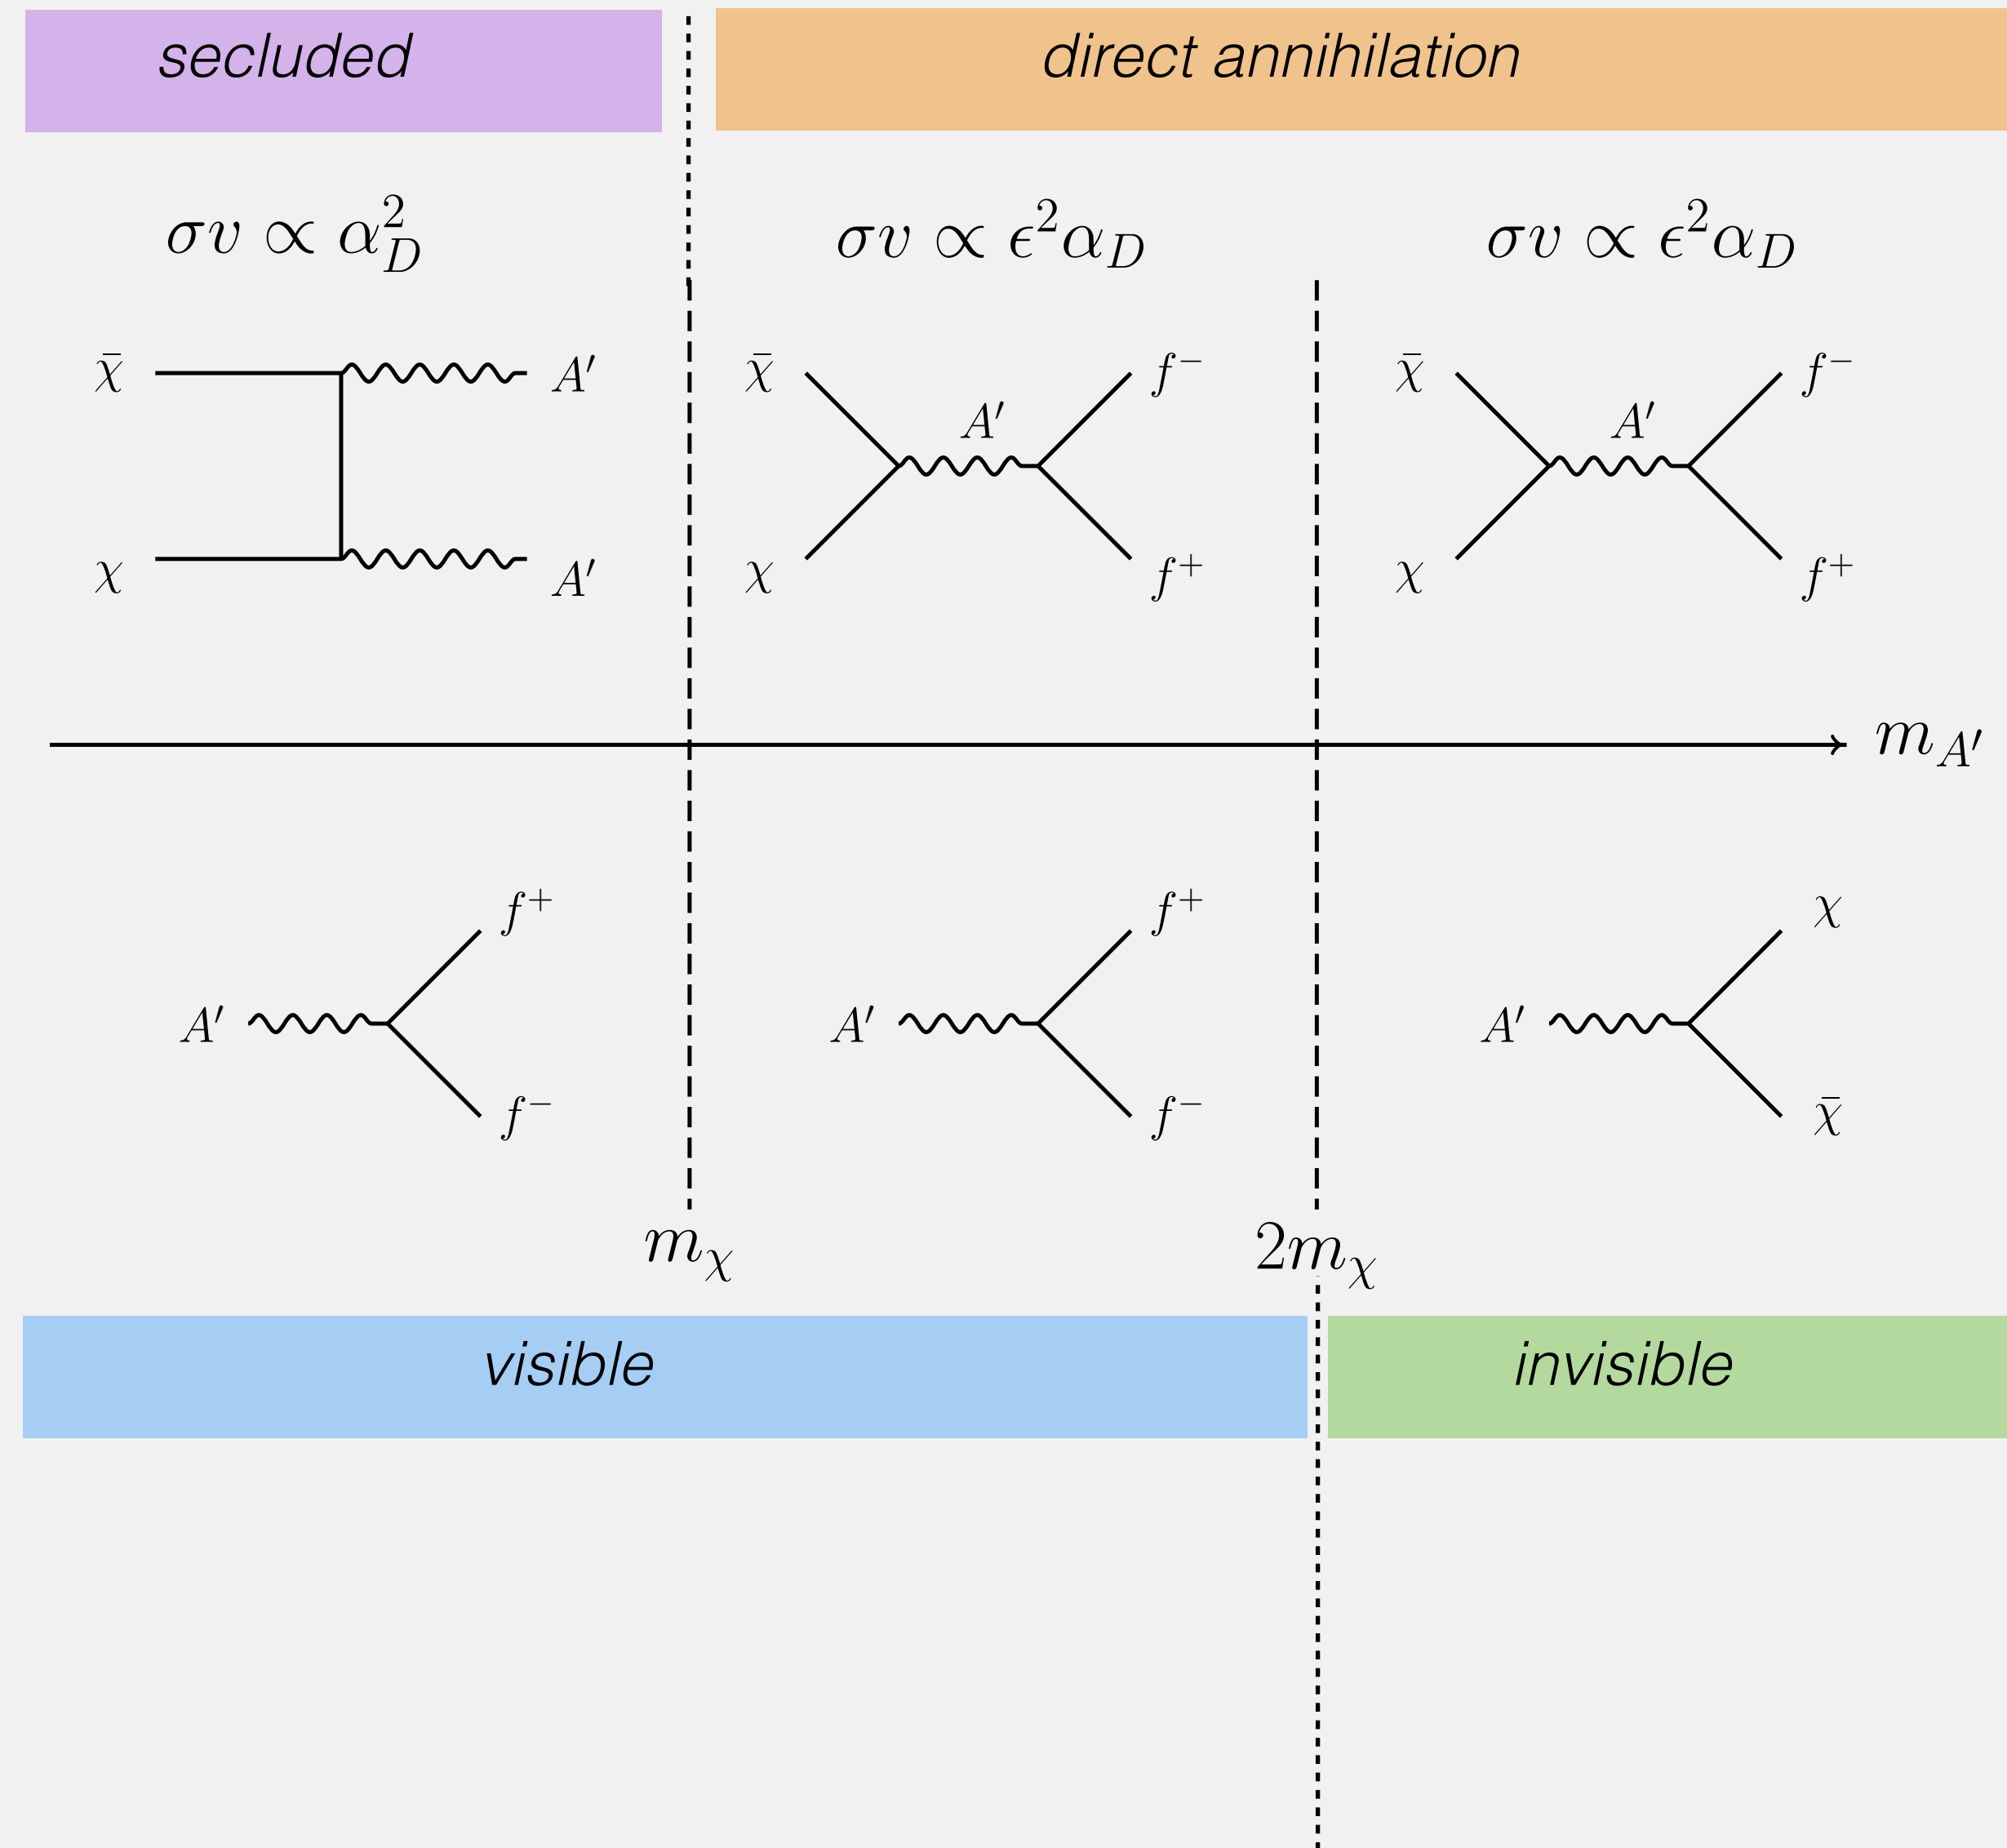 secluded
direct annihilation
σv ∝ α_D^2
σv ∝ ϵ^2 α_D
σv ∝ ϵ^2 α_D
χ̄
A′
χ
A′
χ̄
A′
f^−
χ
f^+
χ̄
A′
f^−
χ
f^+
m_{A′}
A′
f^+
f^−
A′
f^+
f^−
A′
χ
χ̄
m_χ
2m_χ
visible
invisible